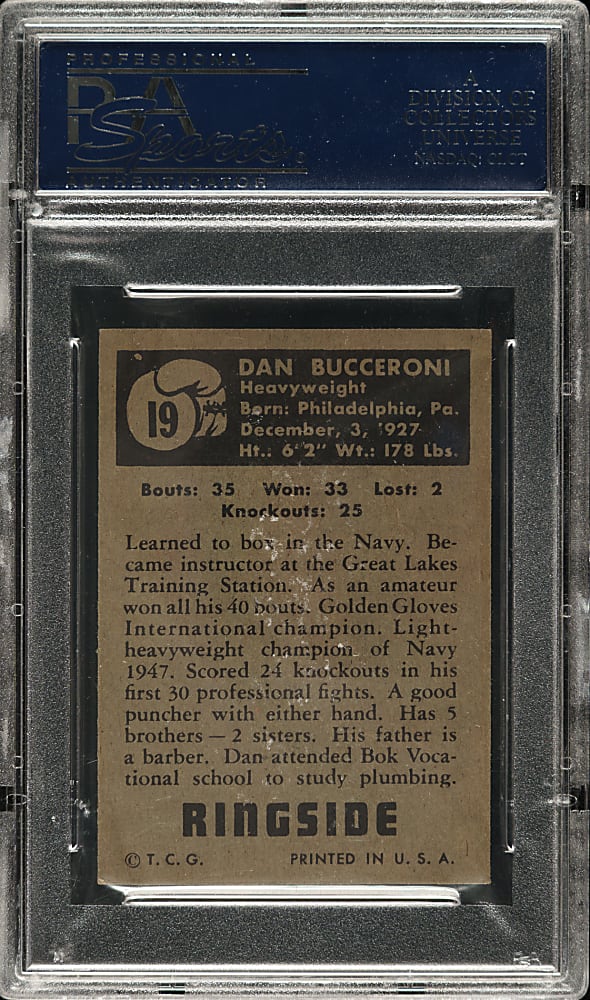 PROFESSIONAL
PSA
Sports
AUTHENTICATOR
A
DIVISION OF
COLLECTORS
UNIVERSE
NASDAQ: CLCT
19
DAN BUCCERONI
Heavyweight
Born: Philadelphia, Pa.
December, 3, 1927
Ht.: 6'2" Wt.: 178 Lbs.
Bouts: 35 Won: 33 Lost: 2
Knockouts: 25
Learned to box in the Navy. Be-
came instructor at the Great Lakes
Training Station. As an amateur
won all his 40 bouts. Golden Gloves
International champion. Light-
heavyweight champion of Navy
1947. Scored 24 knockouts in his
first 30 professional fights. A good
puncher with either hand. Has 5
brothers — 2 sisters. His father is
a barber. Dan attended Bok Voca-
tional school to study plumbing.
RINGSIDE
© T. C. G. PRINTED IN U. S. A.